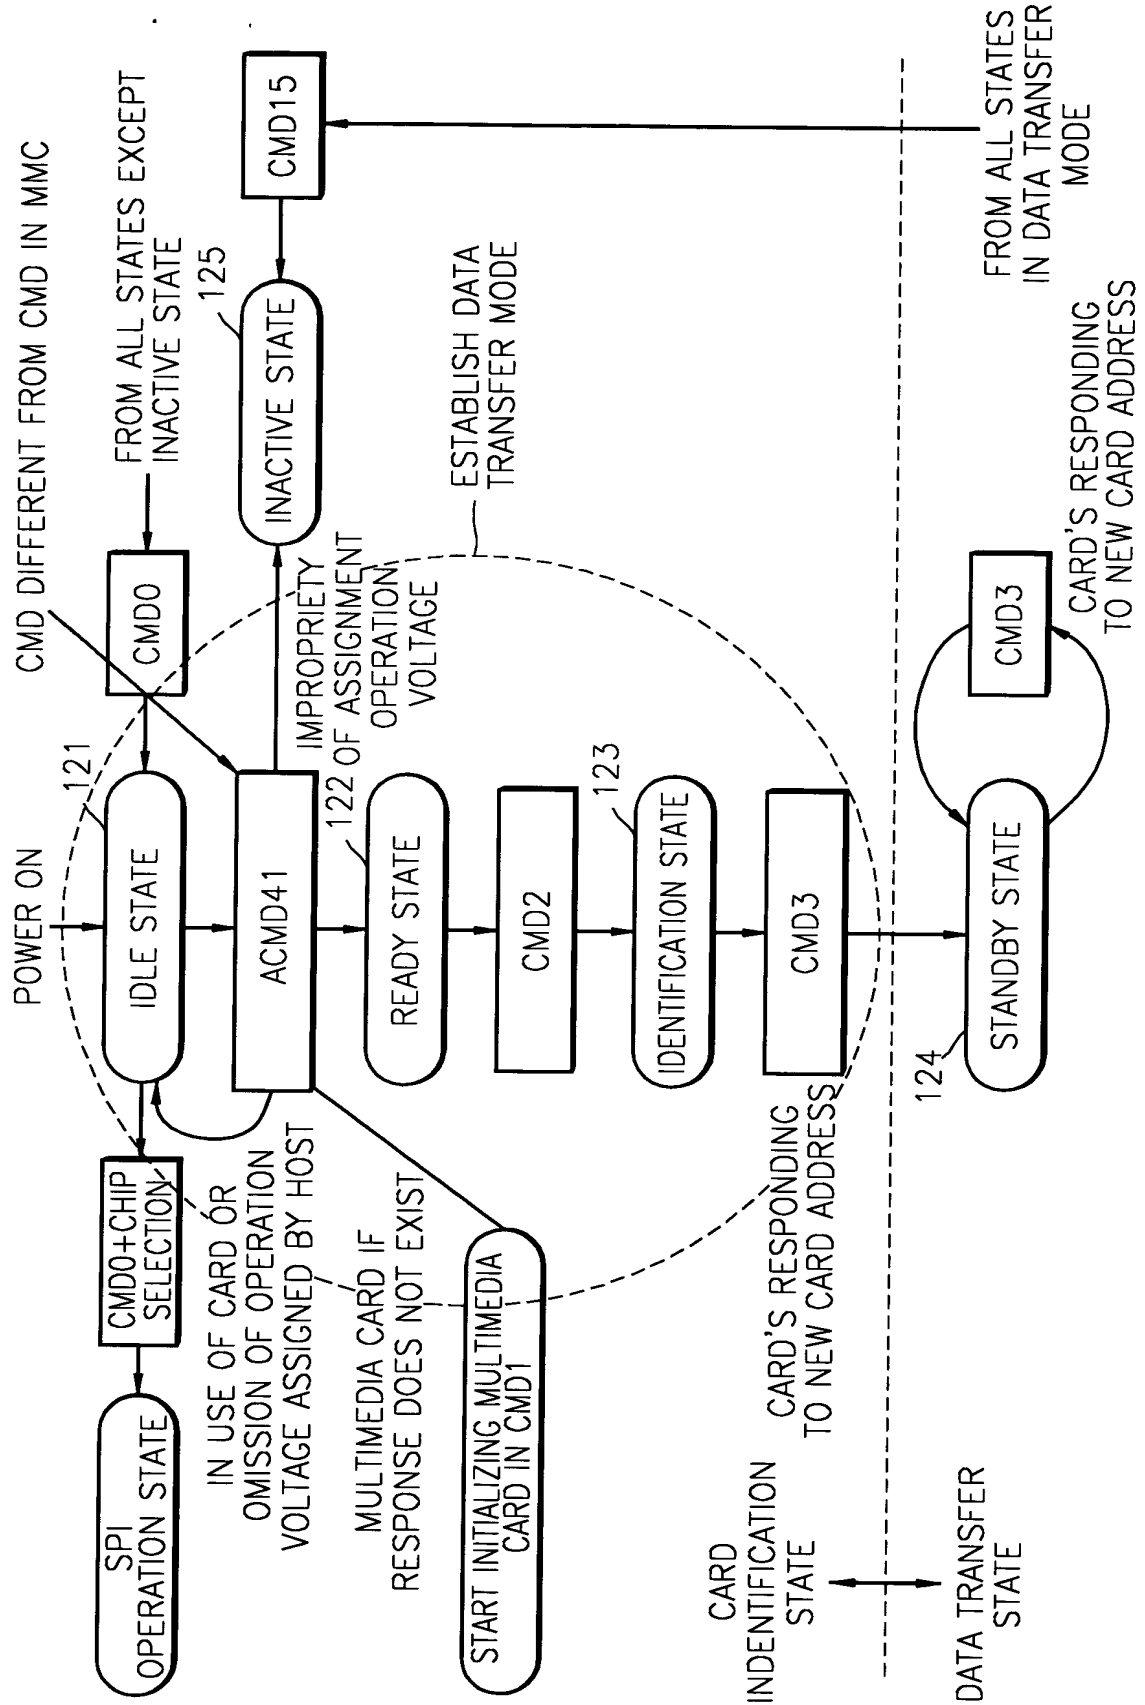 POWER ON
CMD DIFFERENT FROM CMD IN MMC
SPI
OPERATION STATE
CMD0+CHIP
SELECTION
IDLE STATE
121
CMD0
FROM ALL STATES EXCEPT
INACTIVE STATE
IN USE OF CARD OR
OMISSION OF OPERATION
VOLTAGE ASSIGNED BY HOST
ACMD41
INACTIVE STATE
125
CMD15
IMPROPRIETY
OF ASSIGNMENT
OPERATION
VOLTAGE
MULTIMEDIA CARD IF
RESPONSE DOES NOT EXIST
READY STATE
122
START INITIALIZING MULTIMEDIA
CARD IN CMD1
CMD2
ESTABLISH DATA
TRANSFER MODE
IDENTIFICATION STATE
123
CARD'S RESPONDING
TO NEW CARD ADDRESS
CMD3
CARD
INDENTIFICATION
STATE
DATA TRANSFER
STATE
STANDBY STATE
124
CMD3
CARD'S RESPONDING
TO NEW CARD ADDRESS
FROM ALL STATES
IN DATA TRANSFER
MODE